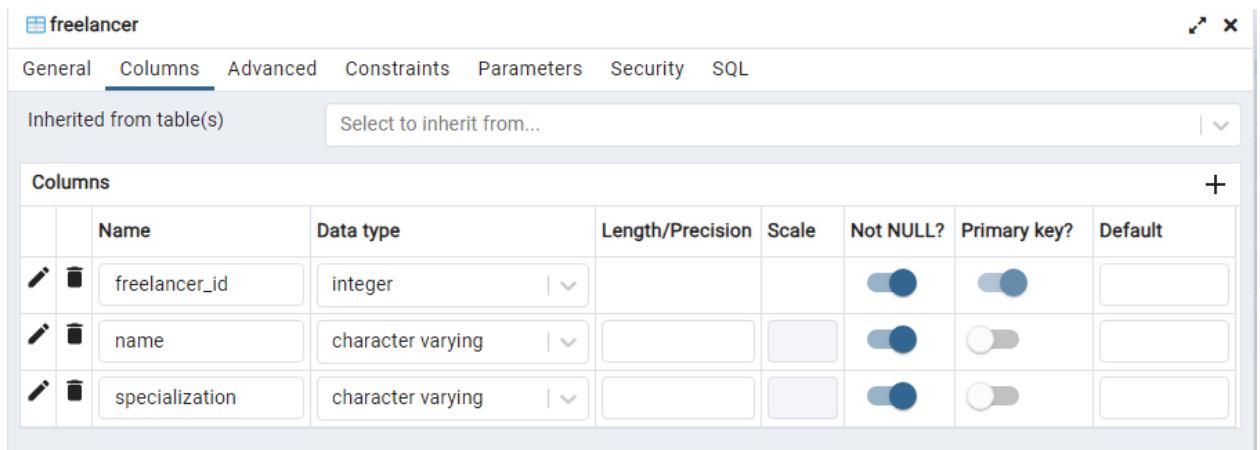 freelancer
General Columns Advanced Constraints Parameters Security SQL
Inherited from table(s) Select to inherit from...
Columns
Name Data type Length/Precision Scale Not NULL? Primary key? Default
freelancer_id integer
name character varying
specialization character varying